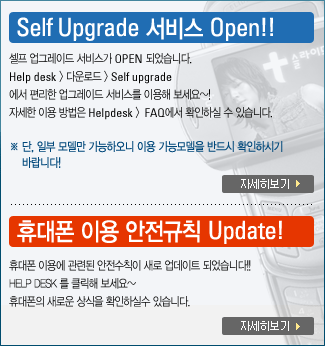 Self Upgrade 서비스 Open!!
셀프 업그레이드 서비스가 OPEN 되었습니다.
Help desk > 다운로드 > Self upgrade
에서 편리한 업그레이드 서비스를 이용해 보세요~!
자세한 이용 방법은 Helpdesk > FAQ에서 확인하실 수 있습니다.
※ 단, 일부 모델만 가능하오니 이용 가능모델을 반드시 확인하시기
바랍니다!
자세히보기
휴대폰 이용 안전규칙 Update!
휴대폰 이용에 관련된 안전수칙이 새로 업데이트 되었습니다!!
HELP DESK 를 클릭해 보세요~
휴대폰의 새로운 상식을 확인하실수 있습니다.
자세히보기